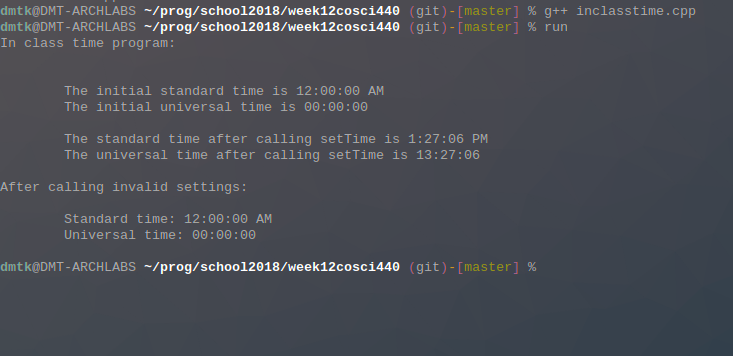 dmtk@DMT-ARCHLABS ~/prog/school2018/week12cosci440 (git)-[master] % g++ inclasstime.cpp
dmtk@DMT-ARCHLABS ~/prog/school2018/week12cosci440 (git)-[master] % run
In class time program:
The initial standard time is 12:00:00 AM
The initial universal time is 00:00:00
The standard time after calling setTime is 1:27:06 PM
The universal time after calling setTime is 13:27:06
After calling invalid settings:
Standard time: 12:00:00 AM
Universal time: 00:00:00
dmtk@DMT-ARCHLABS ~/prog/school2018/week12cosci440 (git)-[master] %